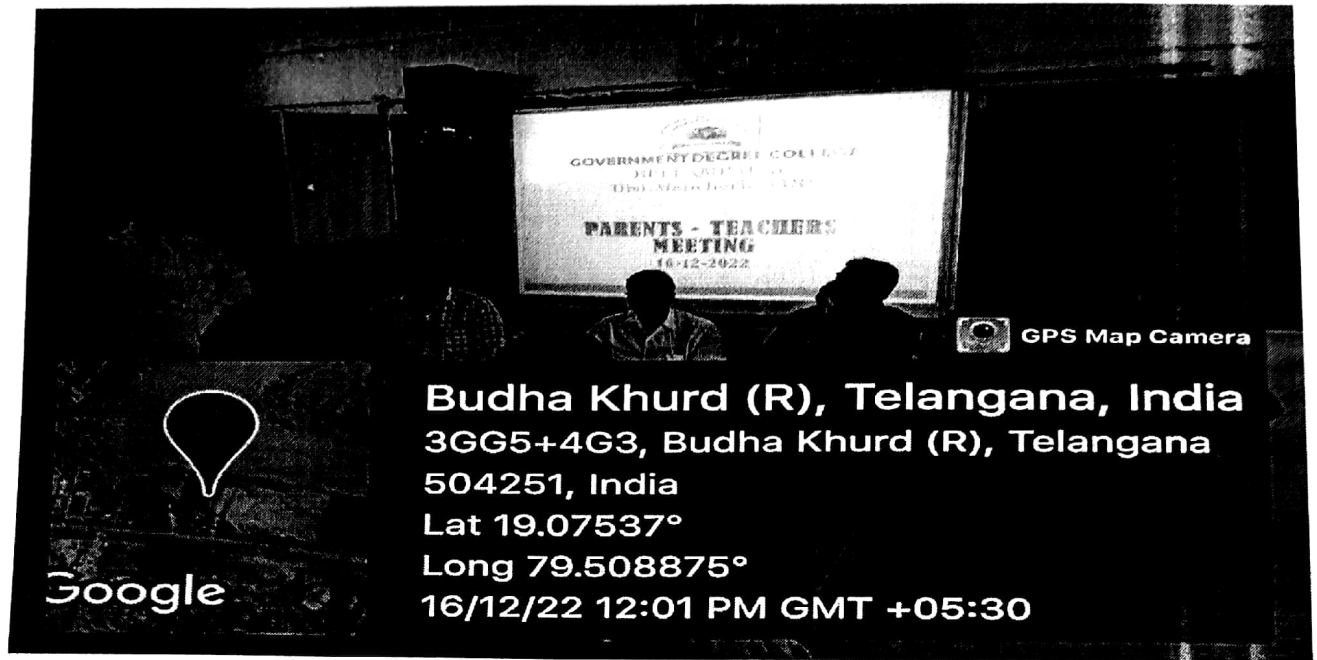 GOVERNMENT DEGREE COLLEGE
PARENTS - TEACHERS
MEETING
16-12-2022
GPS Map Camera
Budha Khurd (R), Telangana, India
3GG5+4G3, Budha Khurd (R), Telangana
504251, India
Lat 19.07537°
Long 79.508875°
16/12/22 12:01 PM GMT +05:30
Google